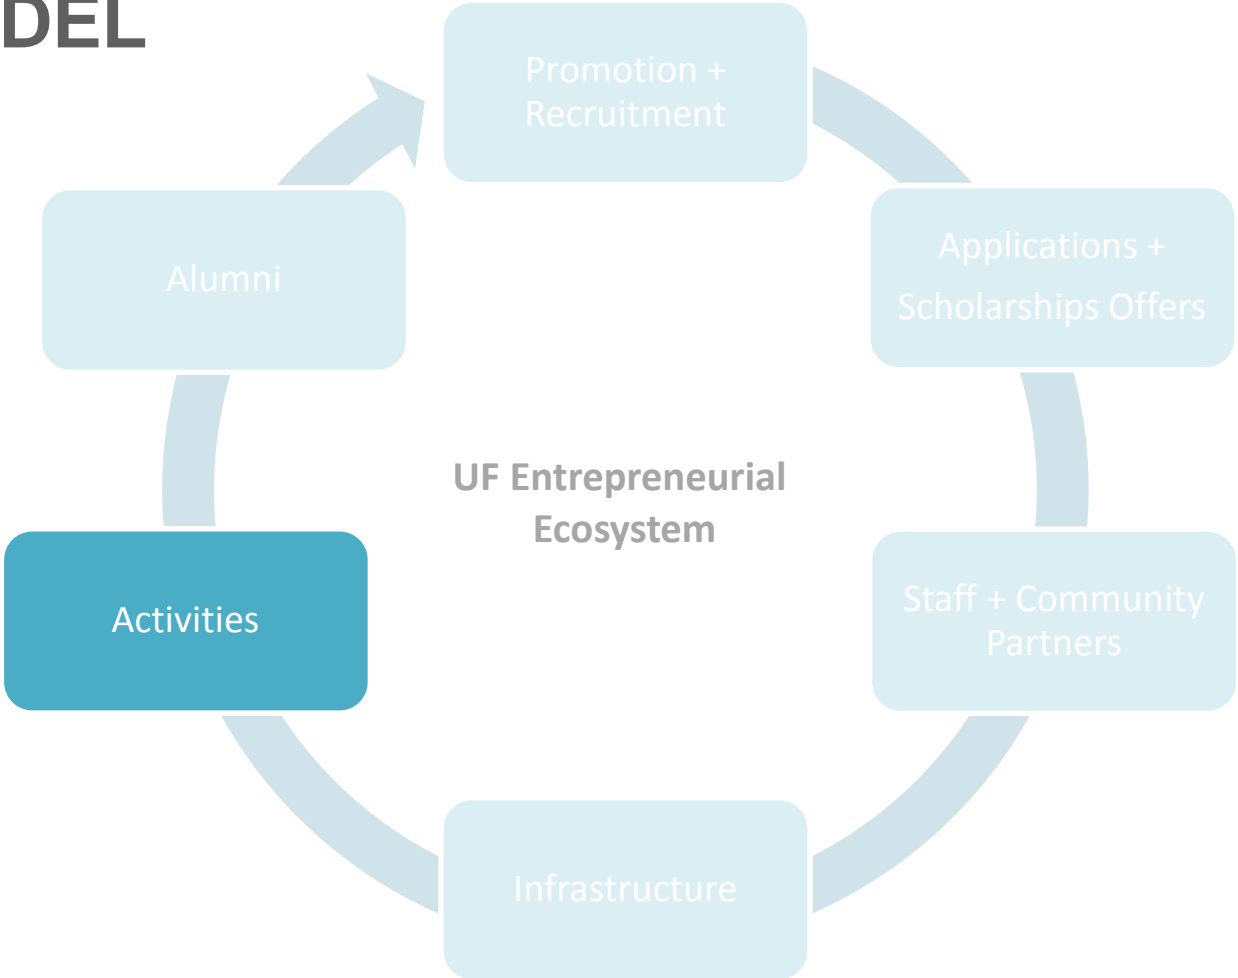 DEL
Promotion +
Recruitment
Applications +
Scholarships Offers
Staff + Community
Partners
Infrastructure
Activities
Alumni
UF Entrepreneurial
Ecosystem